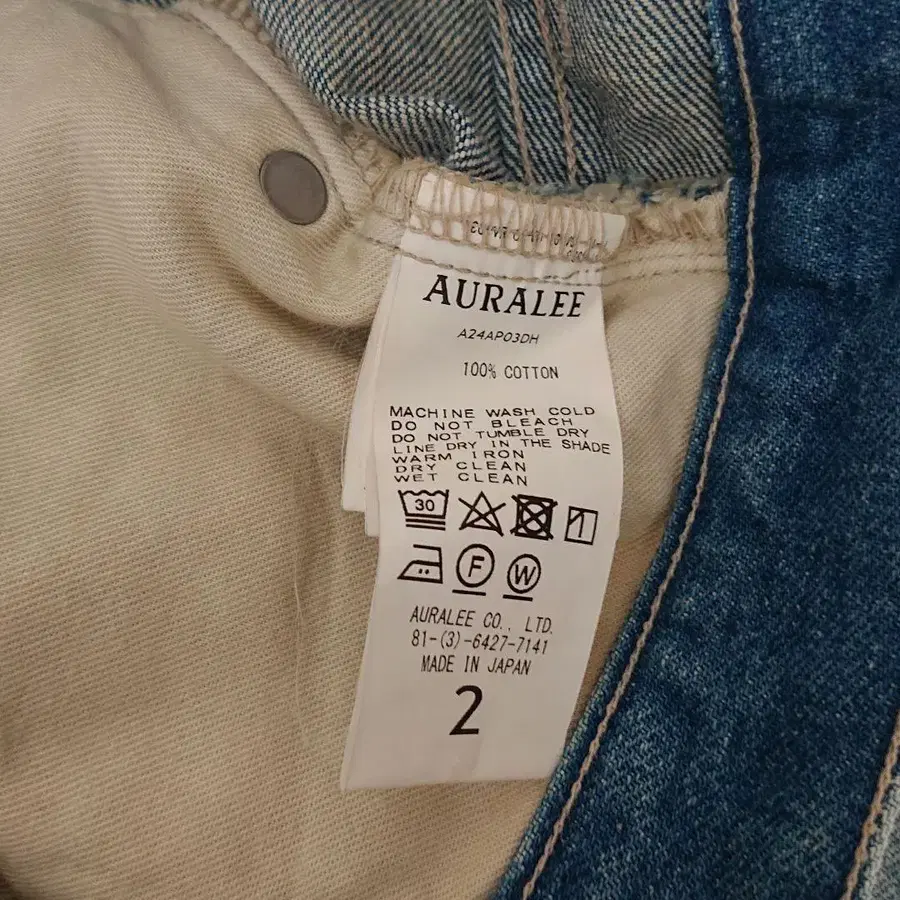 AURALEE
A24AP03DH
100% COTTON
MACHINE WASH COLD
DO NOT BLEACH
DO NOT TUMBLE DRY
LINE DRY IN THE SHADE
WARM IRON
DRY CLEAN
WET CLEAN
30
F W
AURALEE CO., LTD.
81-(3)-6427-7141
MADE IN JAPAN
2